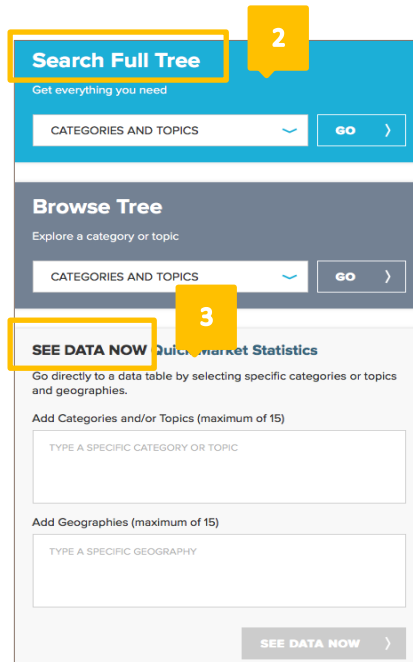 2
Search Full Tree
Get everything you need
CATEGORIES AND TOPICS
GO
Browse Tree
Explore a category or topic
CATEGORIES AND TOPICS
GO
3
SEE DATA NOW Quick Market Statistics
Go directly to a data table by selecting specific categories or topics
and geographies.
Add Categories and/or Topics (maximum of 15)
TYPE A SPECIFIC CATEGORY OR TOPIC
Add Geographies (maximum of 15)
TYPE A SPECIFIC GEOGRAPHY
SEE DATA NOW